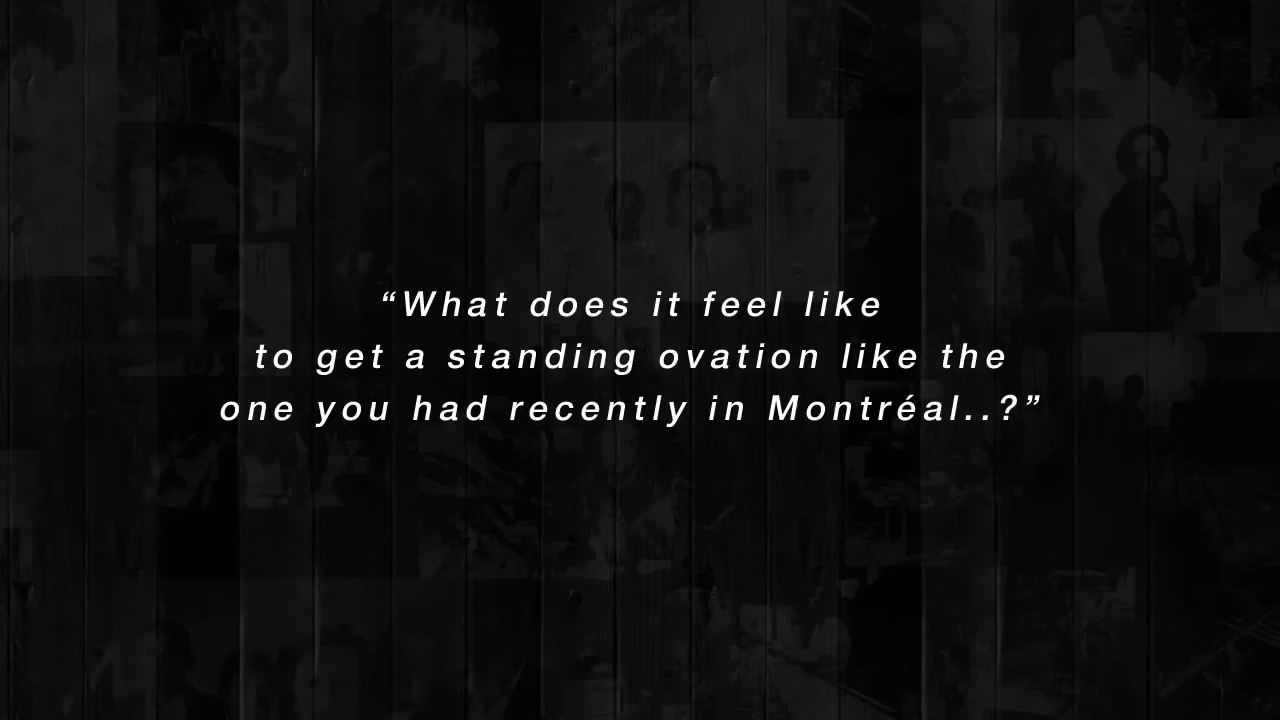 “What does it feel like
to get a standing ovation like the
one you had recently in Montréal..?”